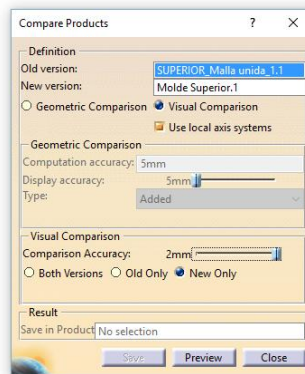 Compare Products ? ×
Definition
Old version: SUPERIOR_Malla unida_1.1
New version: Molde Superior.1
Geometric Comparison Visual Comparison
Use local axis systems
Geometric Comparison
Computation accuracy: 5mm
Display accuracy: 5mm
Type: Added
Visual Comparison
Comparison Accuracy: 2mm
Both Versions Old Only New Only
Result
Save in Product No selection
Save Preview Close